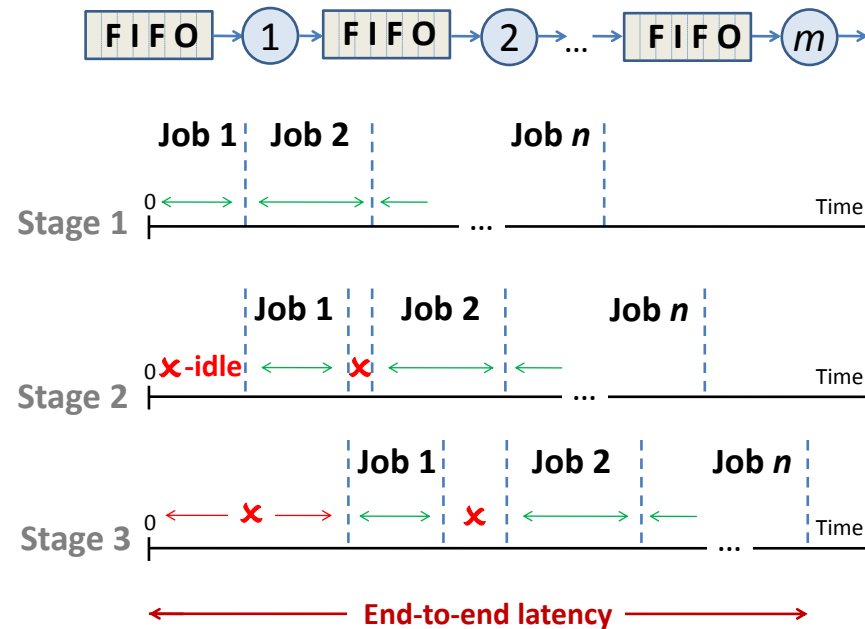 FIFO 1 FIFO 2 ... FIFO m
Job 1 Job 2 Job n
0 Time
Stage 1 ...
Job 1 Job 2 Job n
0 ✘-idle ✘ Time
Stage 2 ...
Job 1 Job 2 Job n
0 ✘ ✘ Time
Stage 3 ...
End-to-end latency